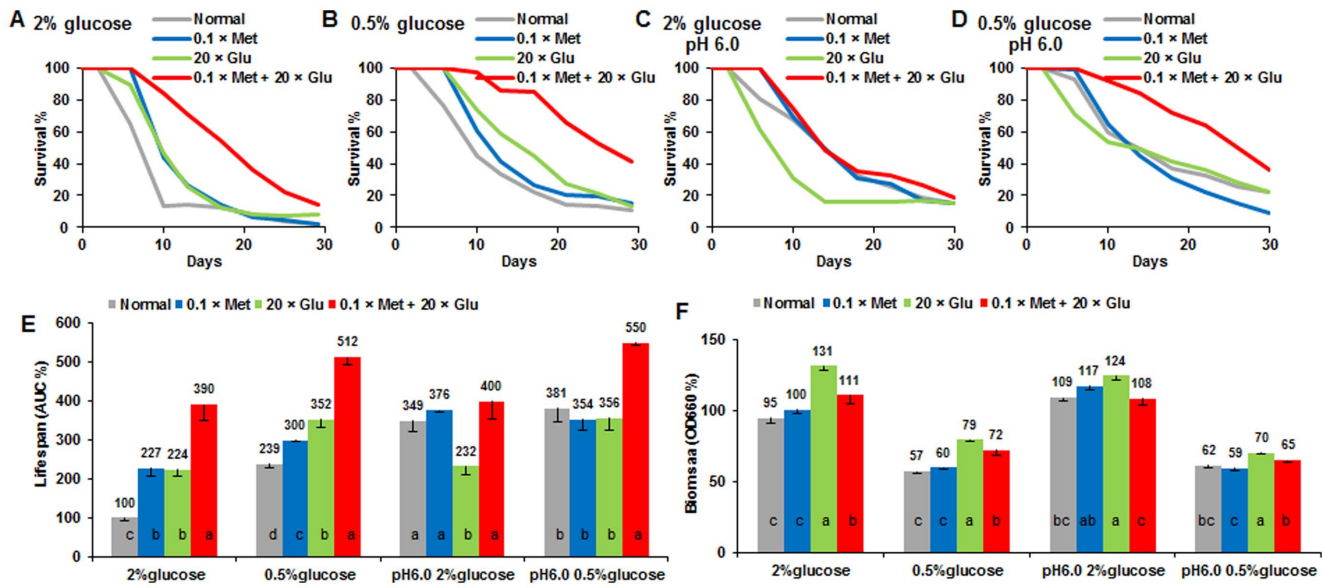 A 2% glucose
Normal
0.1 × Met
20 × Glu
0.1 × Met + 20 × Glu
Survival %
100
80
60
40
20
0
0 10 20 30
Days
B 0.5% glucose
Normal
0.1 × Met
20 × Glu
0.1 × Met + 20 × Glu
Survival %
100
80
60
40
20
0
0 10 20 30
Days
C 2% glucose
pH 6.0
Normal
0.1 × Met
20 × Glu
0.1 × Met + 20 × Glu
Survival %
100
80
60
40
20
0
0 10 20 30
Days
D 0.5% glucose
pH 6.0
Normal
0.1 × Met
20 × Glu
0.1 × Met + 20 × Glu
Survival %
100
80
60
40
20
0
0 10 20 30
Days
E
Normal 0.1 × Met 20 × Glu 0.1 × Met + 20 × Glu
Lifespan (AUC %)
600
500
400
300
200
100
0
100 227 224 390
239 300 352 512
349 376 232 400
381 354 356 550
c b b a
d c b a
a a b a
b b b a
2%glucose 0.5%glucose pH6.0 2%glucose pH6.0 0.5%glucose
F
Normal 0.1 × Met 20 × Glu 0.1 × Met + 20 × Glu
Biomsaa (OD660 %)
150
100
50
0
95 100 131 111
57 60 79 72
109 117 124 108
62 59 70 65
c c a b
c c a b
bc ab a c
bc c a b
2%glucose 0.5%glucose pH6.0 2%glucose pH6.0 0.5%glucose